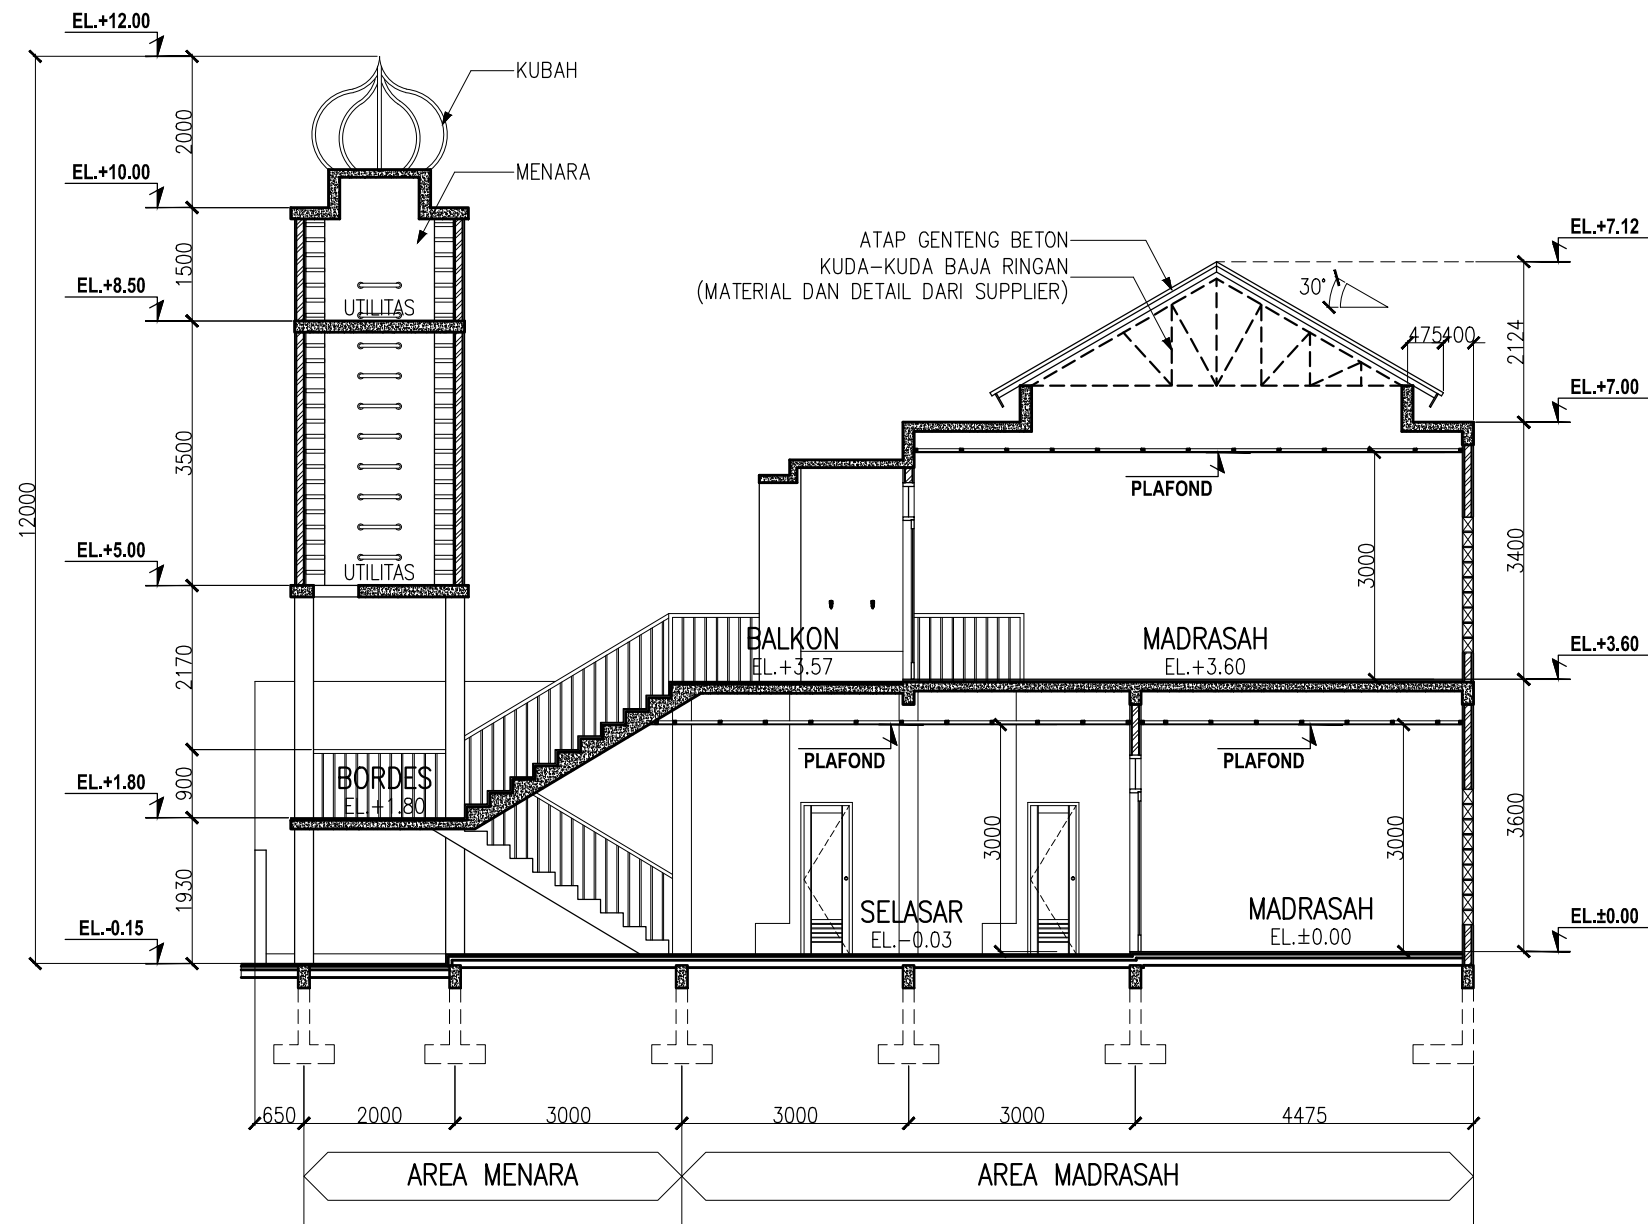 EL.+12.00
KUBAH
2000
EL.+10.00
MENARA
1500
EL.+8.50
UTILITAS
ATAP GENTENG BETON
KUDA-KUDA BAJA RINGAN
(MATERIAL DAN DETAIL DARI SUPPLIER)
EL.+7.12
30°
475
400
2124
EL.+7.00
12000
3500
EL.+5.00
UTILITAS
PLAFOND
3000
3400
2170
BALKON
EL.+3.57
MADRASAH
EL.+3.60
EL.+3.60
PLAFOND
PLAFOND
BORDES
EL.+1.80
EL.+1.80
900
3000
3000
3600
1930
SELASAR
EL.-0.03
MADRASAH
EL.±0.00
EL.-0.15
EL.±0.00
650
2000
3000
3000
3000
4475
AREA MENARA
AREA MADRASAH